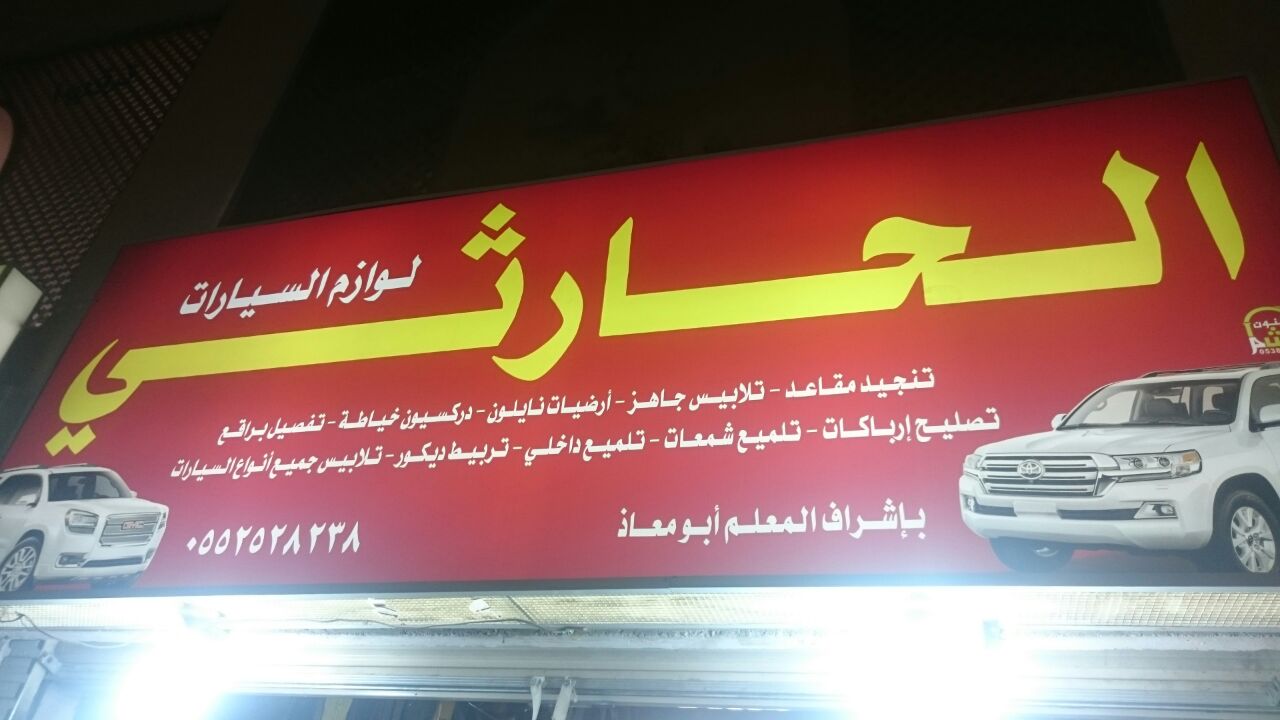 الحارثي
لوازم السيارات
تنجيد مقاعد - تلابيس جاهز - أرضيات نايلون - دركسيون خياطة - تفصيل براقع
تصليح إرباكات - تلميع شمعات - تلميع داخلي - تربيط ديكور - تلابيس جميع أنواع السيارات
بإشراف المعلم أبو معاذ
٠٥٥٢٥٢٨٢٣٨
GMC